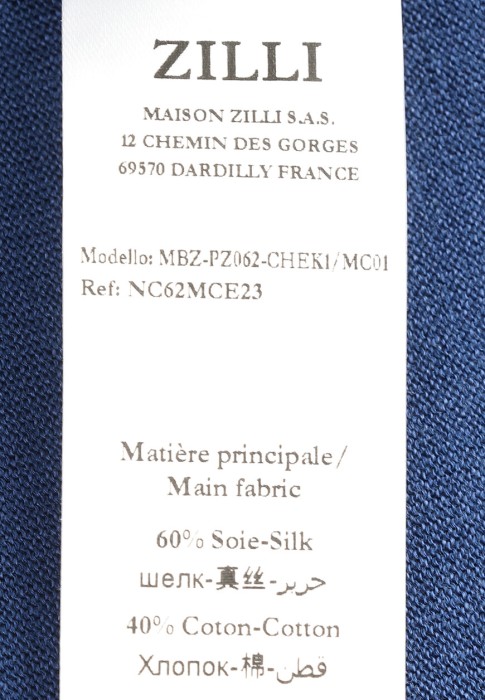 ZILLI
MAISON ZILLI S.A.S.
12 CHEMIN DES GORGES
69570 DARDILLY FRANCE
Modello: MBZ-PZ062-CHEK1/MC01
Ref: NC62MCE23
Matière principale/
Main fabric
60% Soie-Silk
шелк-真丝-حرير
40% Coton-Cotton
Хлопок-棉-قطن